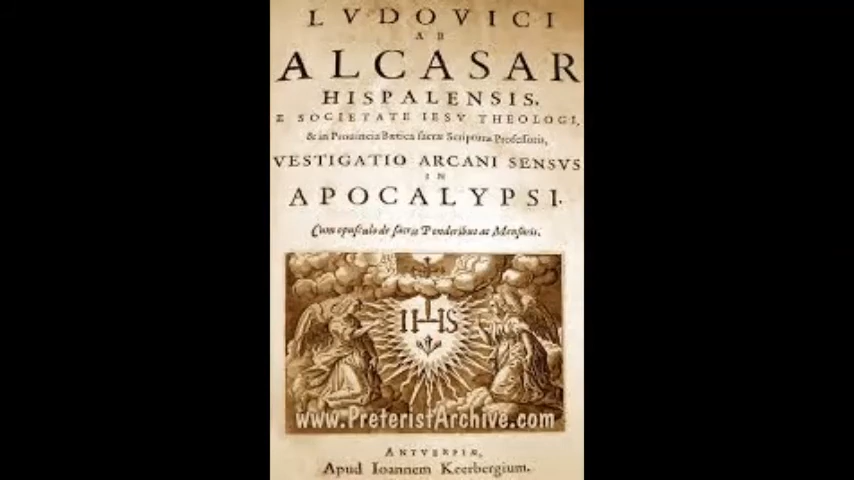 LVDOVICI
AB
ALCASAR
HISPALENSIS,
E SOCIETATE IESV THEOLOGI,
& in Prouincia Bætica sacræ Scripturæ Professoris,
VESTIGATIO ARCANI SENSVS
IN
APOCALYPSI.
Cum opusculo de sacris Ponderibus ac Mensuris.
IHS
www.PreteristArchive.com
ANTVERPIÆ,
Apud Ioannem Keerbergium.